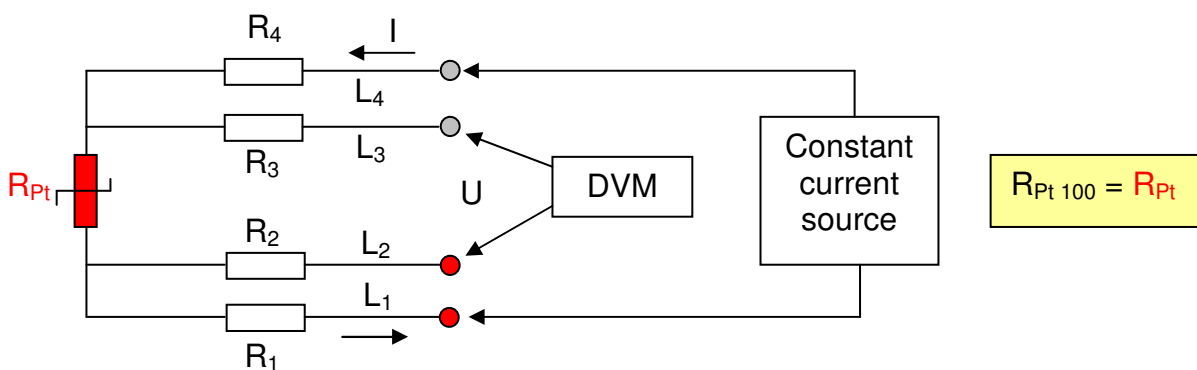 R4
I
L4
R3
L3
Constant
current
source
RPt
DVM
RPt 100 = RPt
U
R2
L2
L1
R1